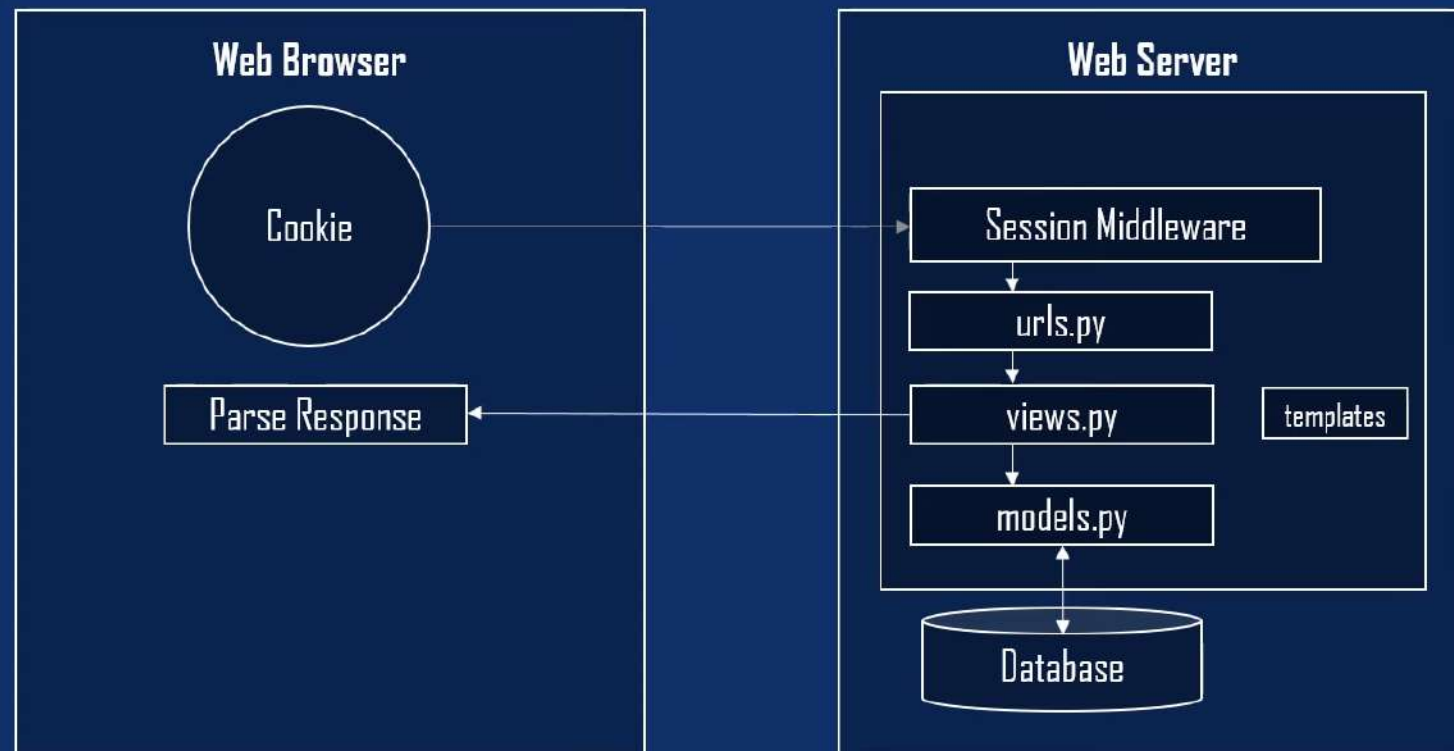 Web Browser
Cookie
Parse Response
Web Server
Session Middleware
urls.py
views.py
templates
models.py
Database